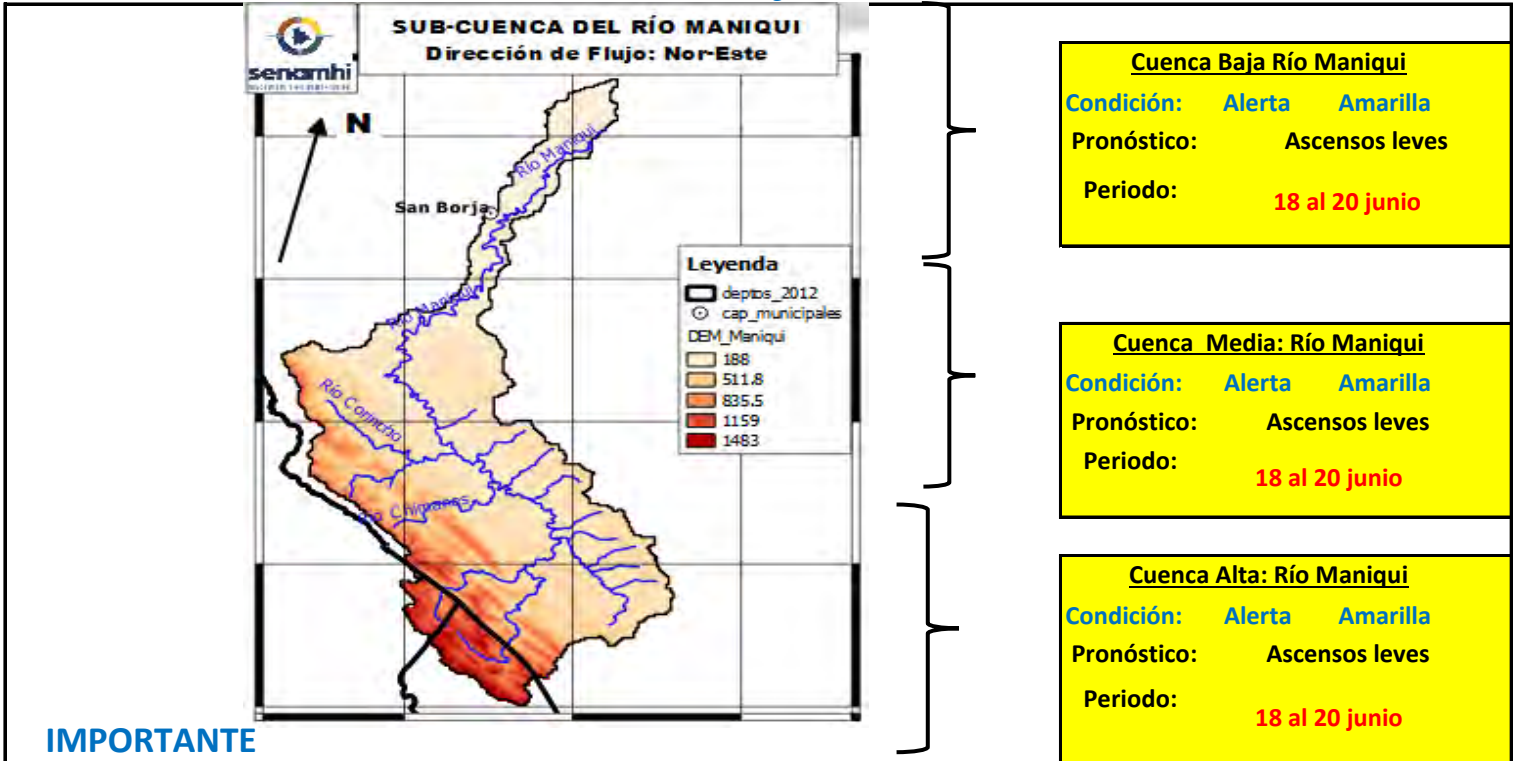 SUB-CUENCA DEL RÍO MANIQUI
Dirección de Flujo: Nor-Este
senamhi
N
Río Maniqui
San Borja
Río Maniqui
Río Corincho
Río Chimanes
Leyenda
deptos_2012
cap_municipales
DEM_Maniqui
188
511.8
835.5
1159
1483
Cuenca Baja Río Maniqui
Condición: Alerta Amarilla
Pronóstico: Ascensos leves
Periodo: 18 al 20 junio
Cuenca Media: Río Maniqui
Condición: Alerta Amarilla
Pronóstico: Ascensos leves
Periodo: 18 al 20 junio
Cuenca Alta: Río Maniqui
Condición: Alerta Amarilla
Pronóstico: Ascensos leves
Periodo: 18 al 20 junio
IMPORTANTE